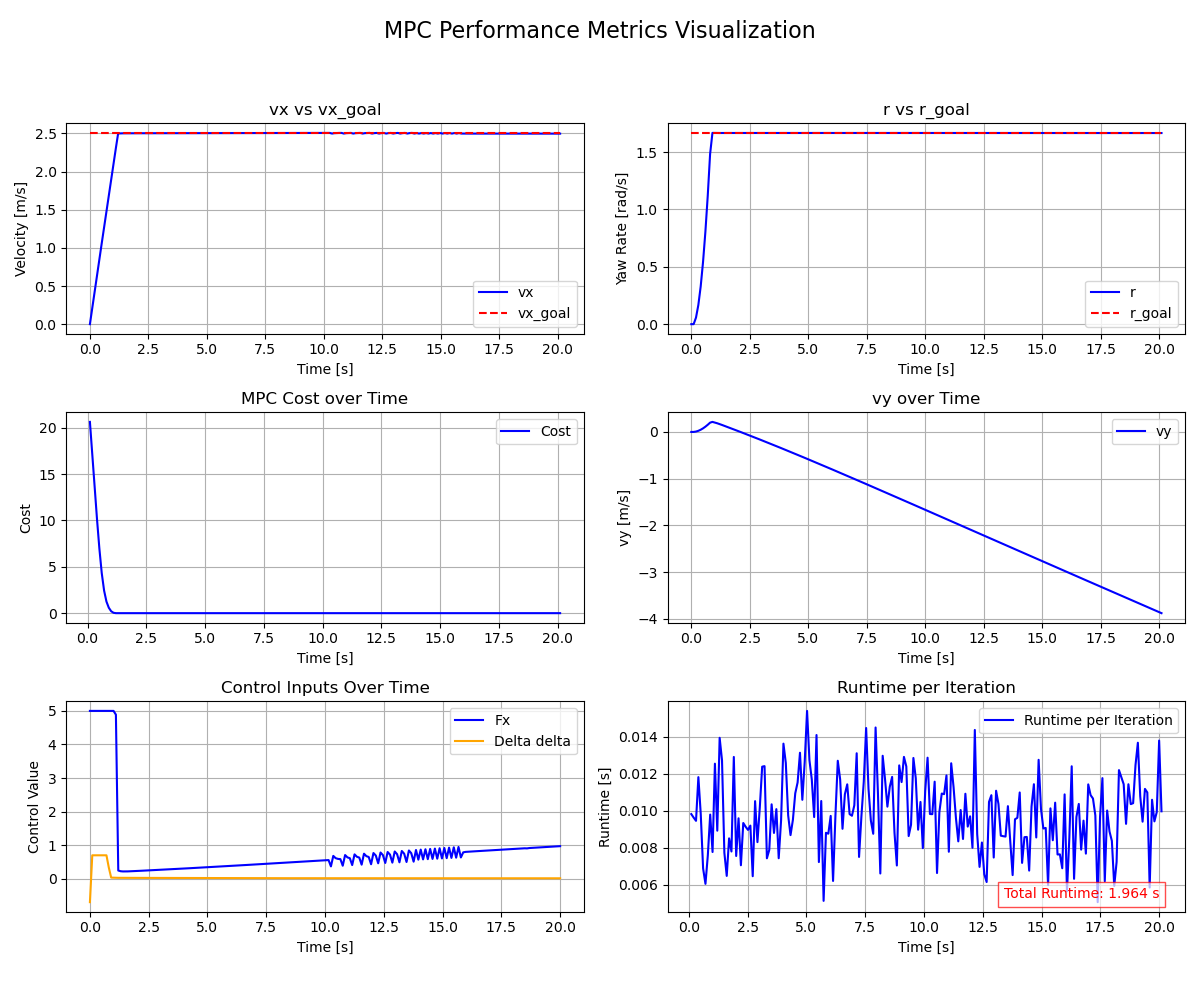 MPC Performance Metrics Visualization
vx vs vx_goal
Velocity [m/s]
2.5
2.0
1.5
1.0
0.5
0.0
vx
vx_goal
0.0 2.5 5.0 7.5 10.0 12.5 15.0 17.5 20.0
Time [s]
r vs r_goal
Yaw Rate [rad/s]
1.5
1.0
0.5
0.0
r
r_goal
0.0 2.5 5.0 7.5 10.0 12.5 15.0 17.5 20.0
Time [s]
MPC Cost over Time
Cost
20
15
10
5
0
Cost
0.0 2.5 5.0 7.5 10.0 12.5 15.0 17.5 20.0
Time [s]
vy over Time
vy [m/s]
0
−1
−2
−3
−4
vy
0.0 2.5 5.0 7.5 10.0 12.5 15.0 17.5 20.0
Time [s]
Control Inputs Over Time
Control Value
5
4
3
2
1
0
Fx
Delta delta
0.0 2.5 5.0 7.5 10.0 12.5 15.0 17.5 20.0
Time [s]
Runtime per Iteration
Runtime [s]
0.014
0.012
0.010
0.008
0.006
Runtime per Iteration
Total Runtime: 1.964 s
0.0 2.5 5.0 7.5 10.0 12.5 15.0 17.5 20.0
Time [s]